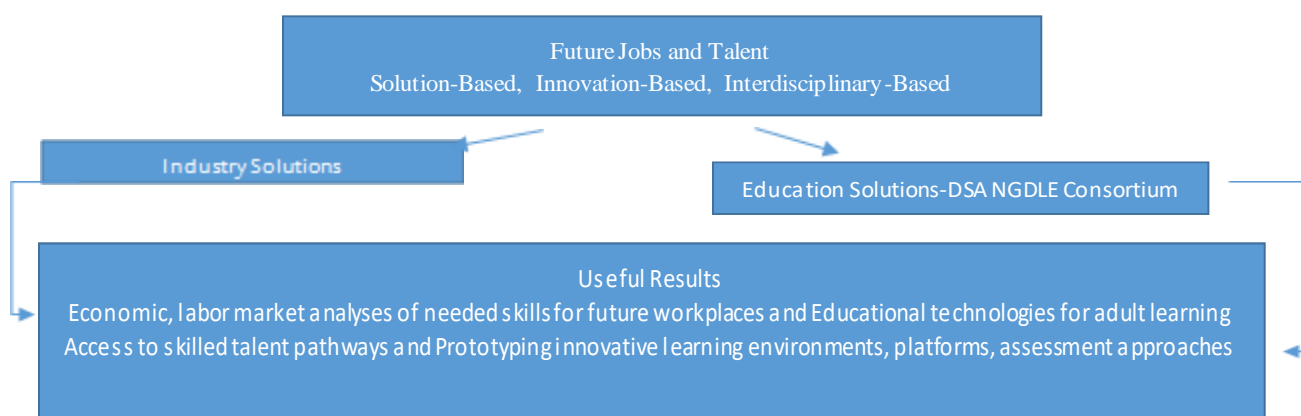 Future Jobs and Talent
Solution-Based, Innovation-Based, Interdisciplinary-Based
Industry Solutions
Education Solutions-DSA NGDLE Consortium
Useful Results
Economic, labor market analyses of needed skills for future workplaces and Educational technologies for adult learning
Access to skilled talent pathways and Prototyping innovative learning environments, platforms, assessment approaches